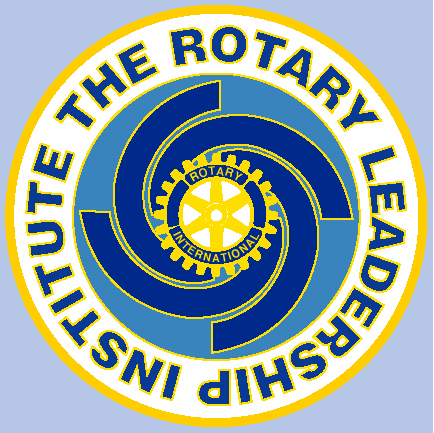 THE ROTARY LEADERSHIP INSTITUTE
ROTARY
INTERNATIONAL